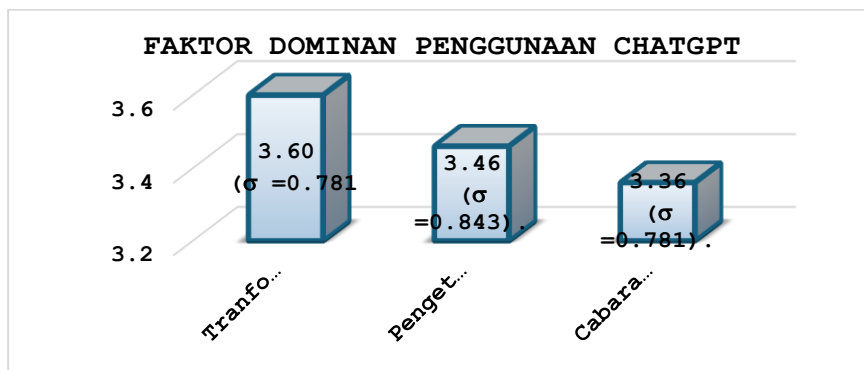 FAKTOR DOMINAN PENGGUNAAN CHATGPT
3.6
3.4
3.2
3.60
(σ =0.781
3.46
(σ
=0.843).
3.36
(σ
=0.781).
Tranfo…
Penget…
Cabara…